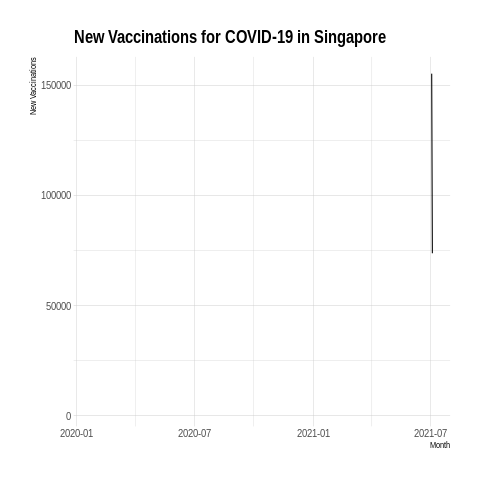 New Vaccinations for COVID-19 in Singapore
New Vaccinations
150000
100000
50000
0
2020-01 2020-07 2021-01 2021-07
Month